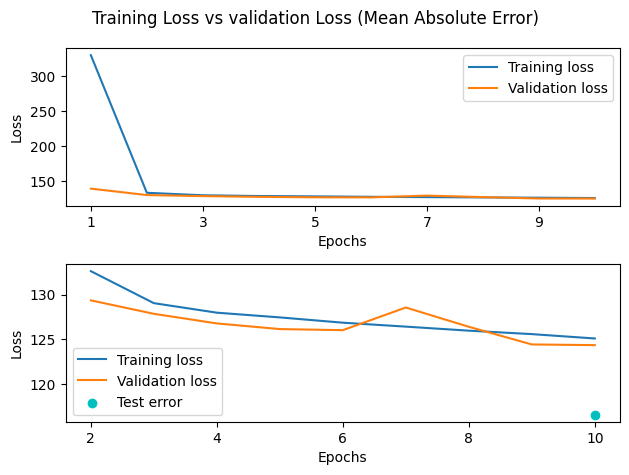 Training Loss vs validation Loss (Mean Absolute Error)
300
250
200
150
Loss
Training loss
Validation loss
1 3 5 7 9
Epochs
130
125
120
Loss
Training loss
Validation loss
Test error
2 4 6 8 10
Epochs